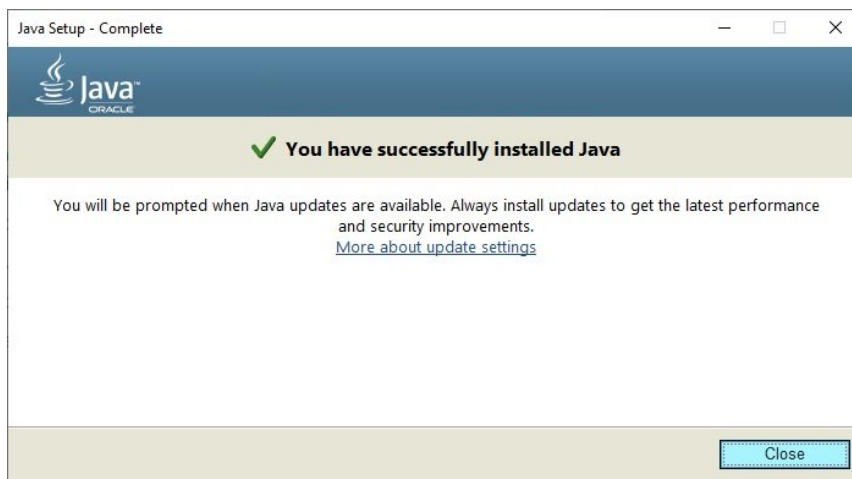 Java Setup - Complete
Java™
ORACLE
You have successfully installed Java
You will be prompted when Java updates are available. Always install updates to get the latest performance
and security improvements.
More about update settings
Close